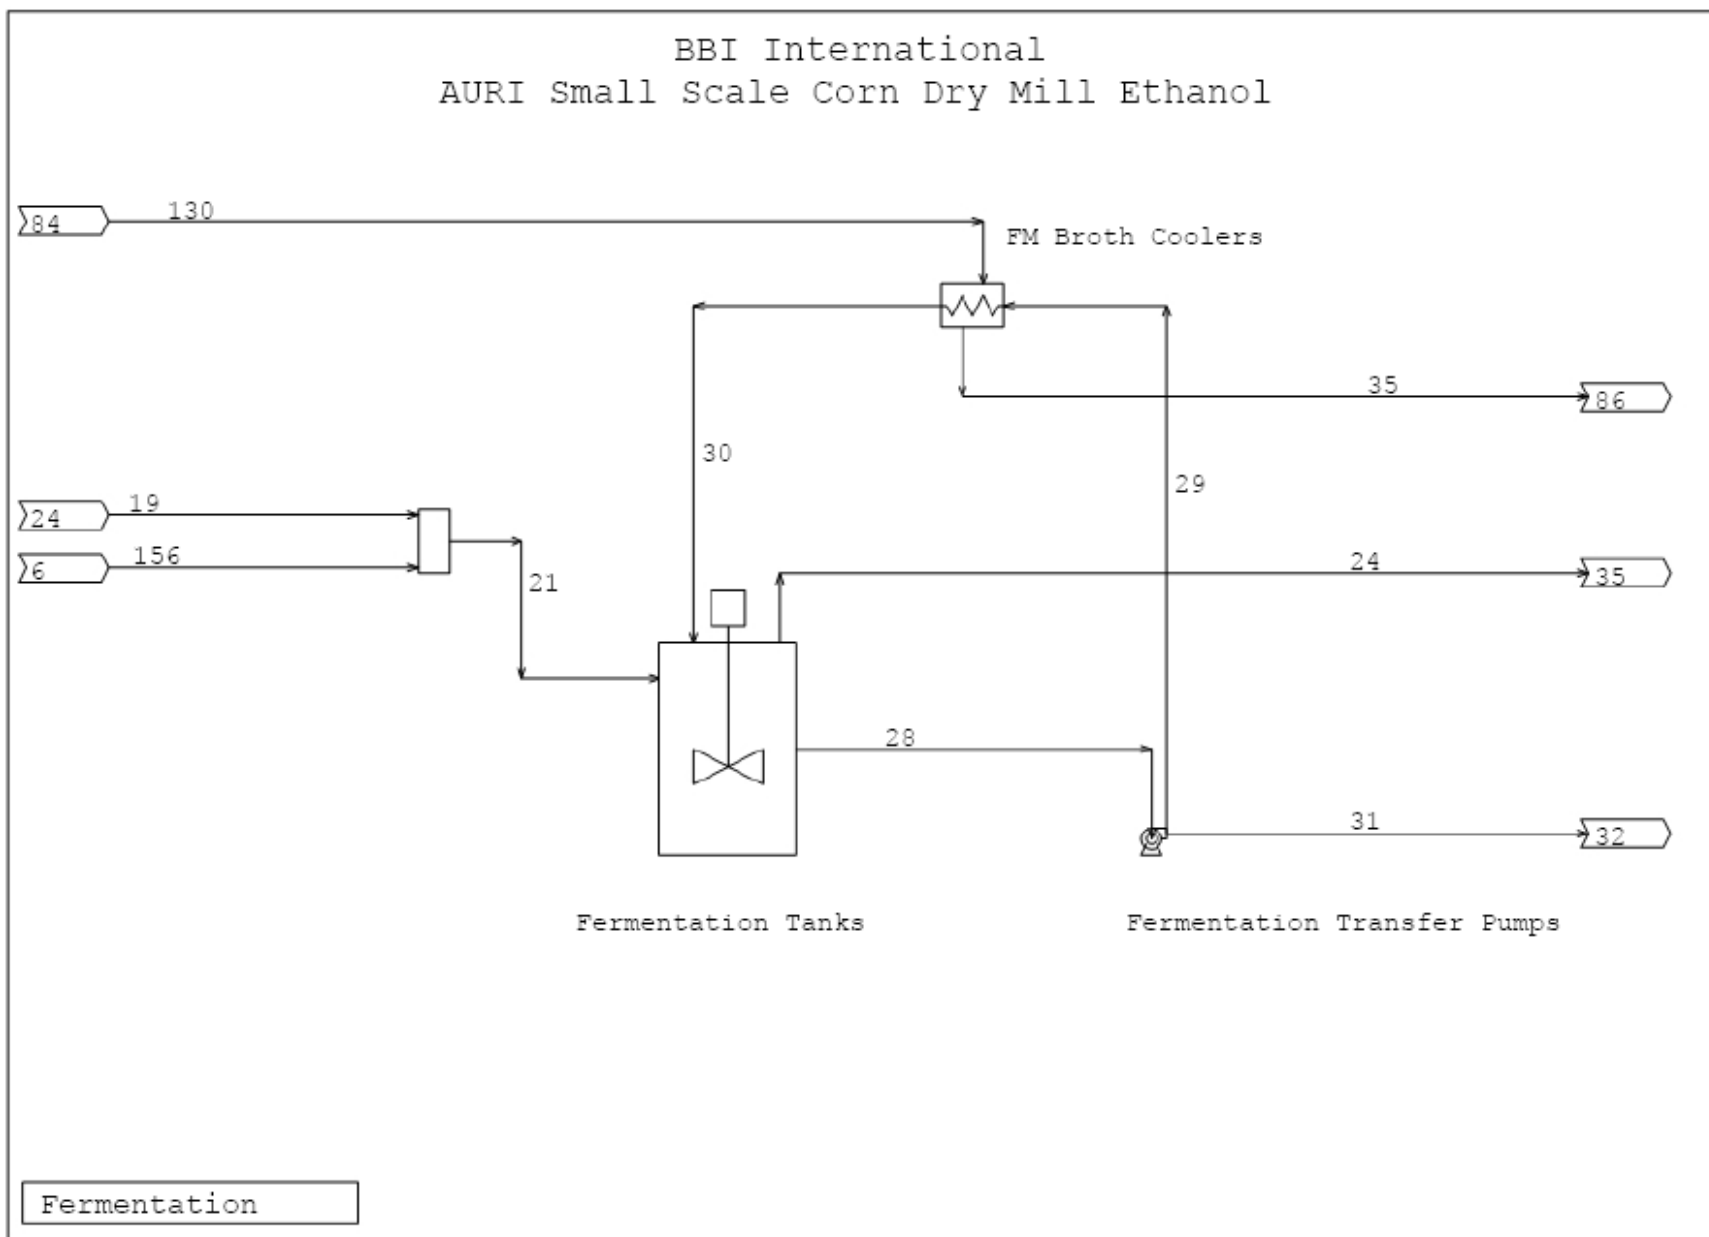 BBI International
AURI Small Scale Corn Dry Mill Ethanol
84
130
FM Broth Coolers
35
86
30
29
24
19
6
156
21
24
35
28
31
32
Fermentation Tanks
Fermentation Transfer Pumps
Fermentation